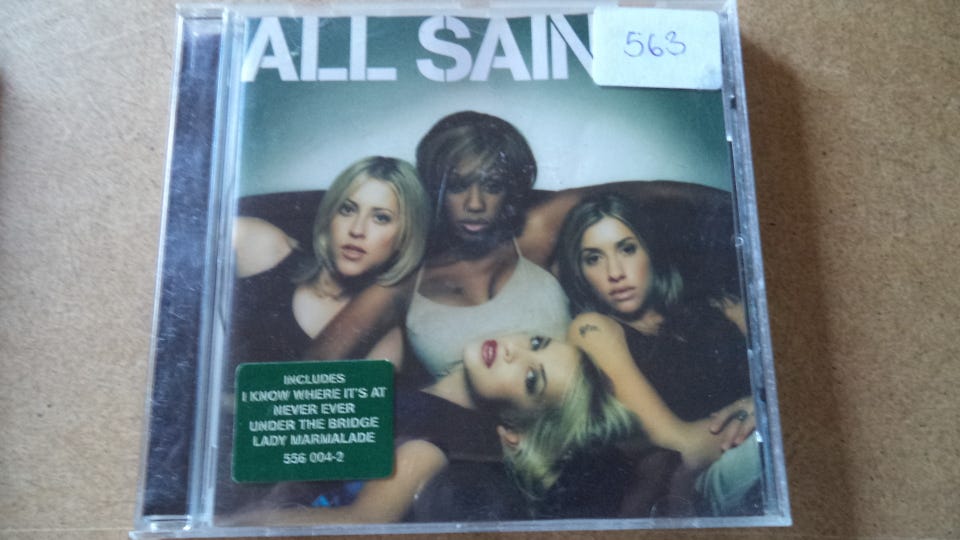 ALL SAIN
563
INCLUDES
I KNOW WHERE IT'S AT
NEVER EVER
UNDER THE BRIDGE
LADY MARMALADE
556 004-2